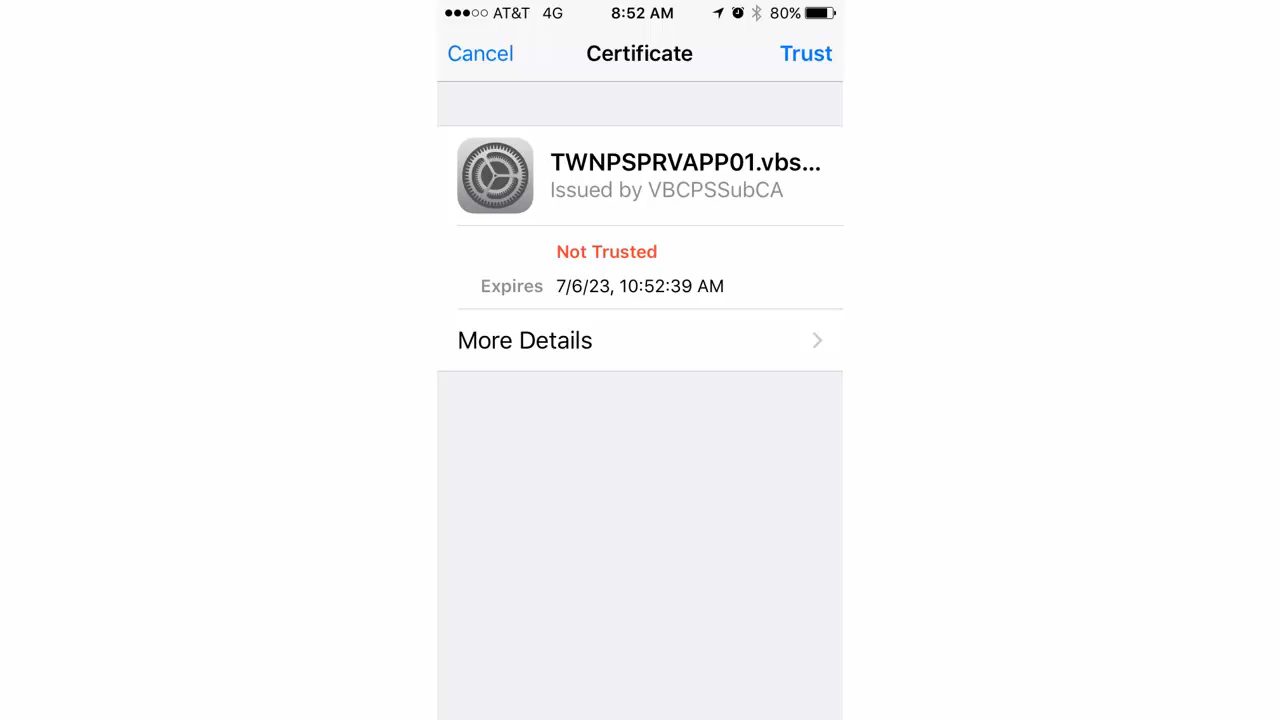 AT&T 4G 8:52 AM 80%
Cancel Certificate Trust
TWNPSPRVAPP01.vbs...
Issued by VBCPSSubCA
Not Trusted
Expires 7/6/23, 10:52:39 AM
More Details